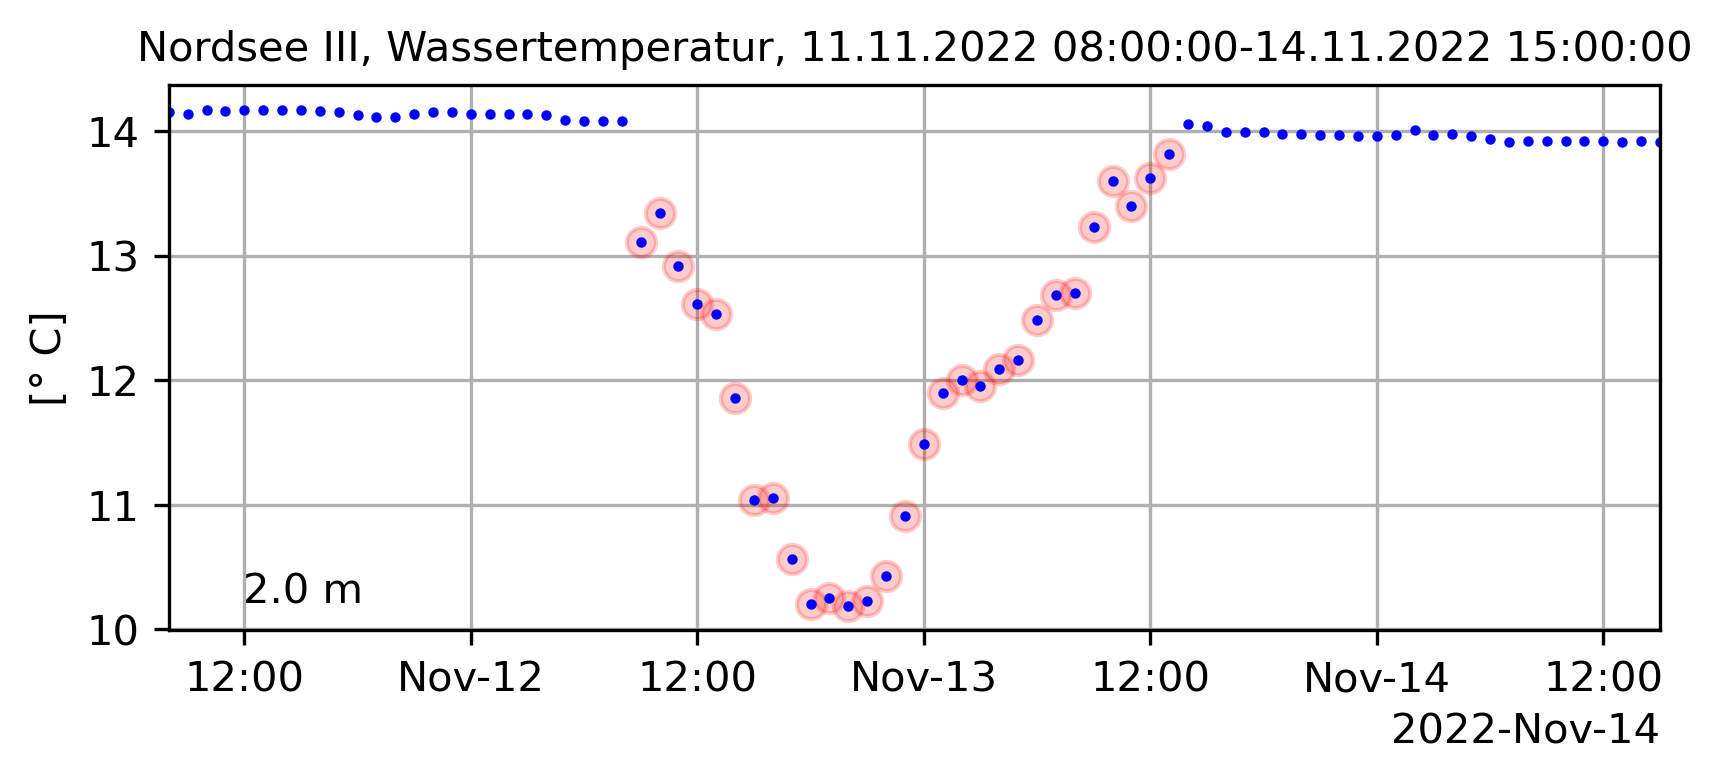 Nordsee III, Wassertemperatur, 11.11.2022 08:00:00-14.11.2022 15:00:00
[° C]
14
13
12
11
10
2.0 m
12:00 Nov-12 12:00 Nov-13 12:00 Nov-14 12:00
2022-Nov-14